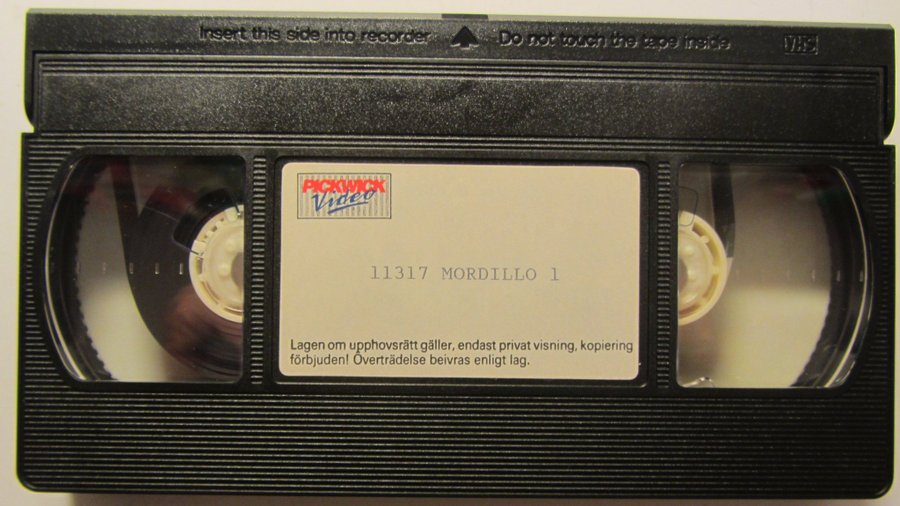 Insert this side into recorder Do not touch the tape inside VHS
PICKWICK
Video
11317 MORDILLO 1
Lagen om upphovsrätt gäller, endast privat visning, kopiering
förbjuden! Överträdelse beivras enligt lag.